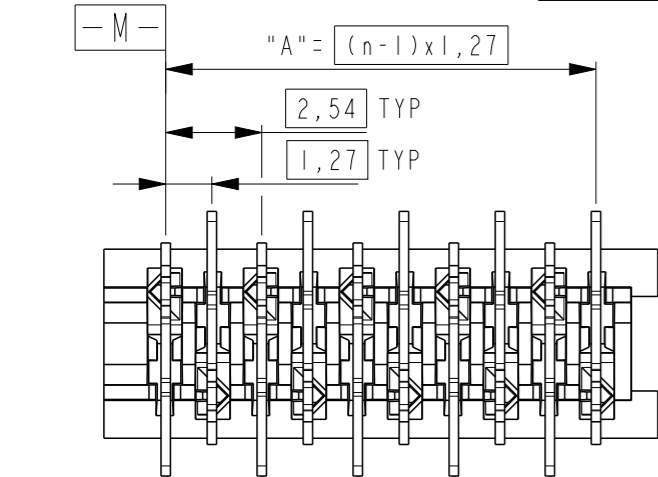 -M-
"A"= (n-1)x1,27
2,54 TYP
1,27 TYP